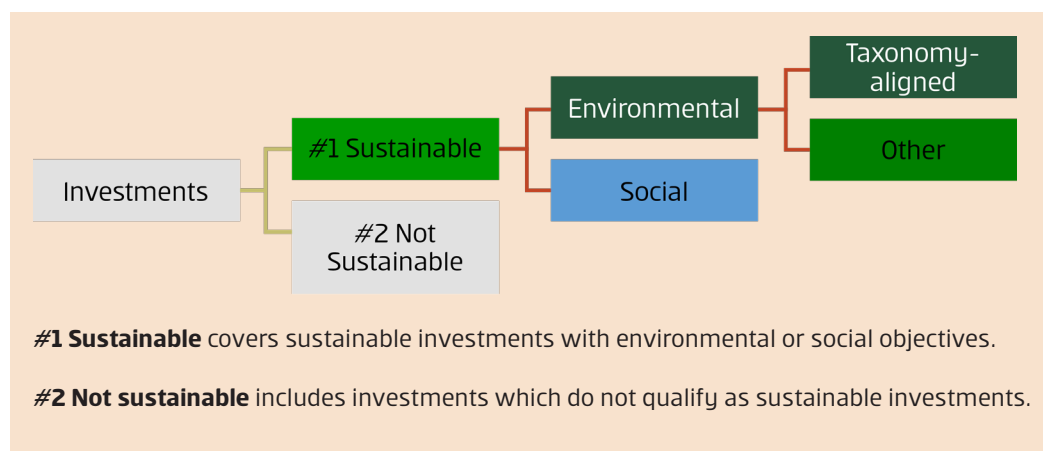 Investments
#1 Sustainable
#2 Not
Sustainable
Environmental
Social
Taxonomy-
aligned
Other
#1 Sustainable covers sustainable investments with environmental or social objectives.
#2 Not sustainable includes investments which do not qualify as sustainable investments.